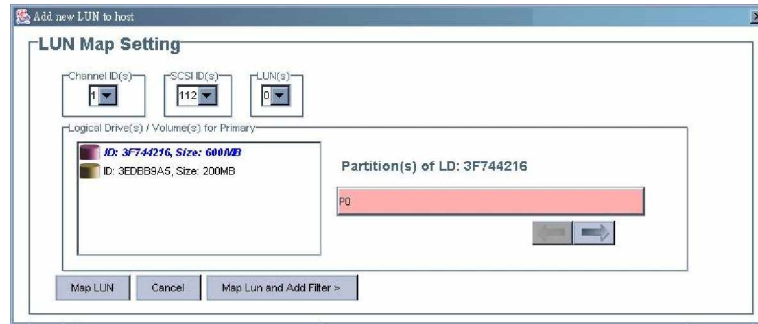 Add new LUN to host
LUN Map Setting
Channel ID(s) SCSI ID(s) LUN(s)
1 112 0
Logical Drive(s) / Volume(s) for Primary
ID: 3F744216, Size: 600MB
ID: 3EDBB9A5, Size: 200MB
Partition(s) of LD: 3F744216
P0
Map LUN Cancel Map Lun and Add Filter >